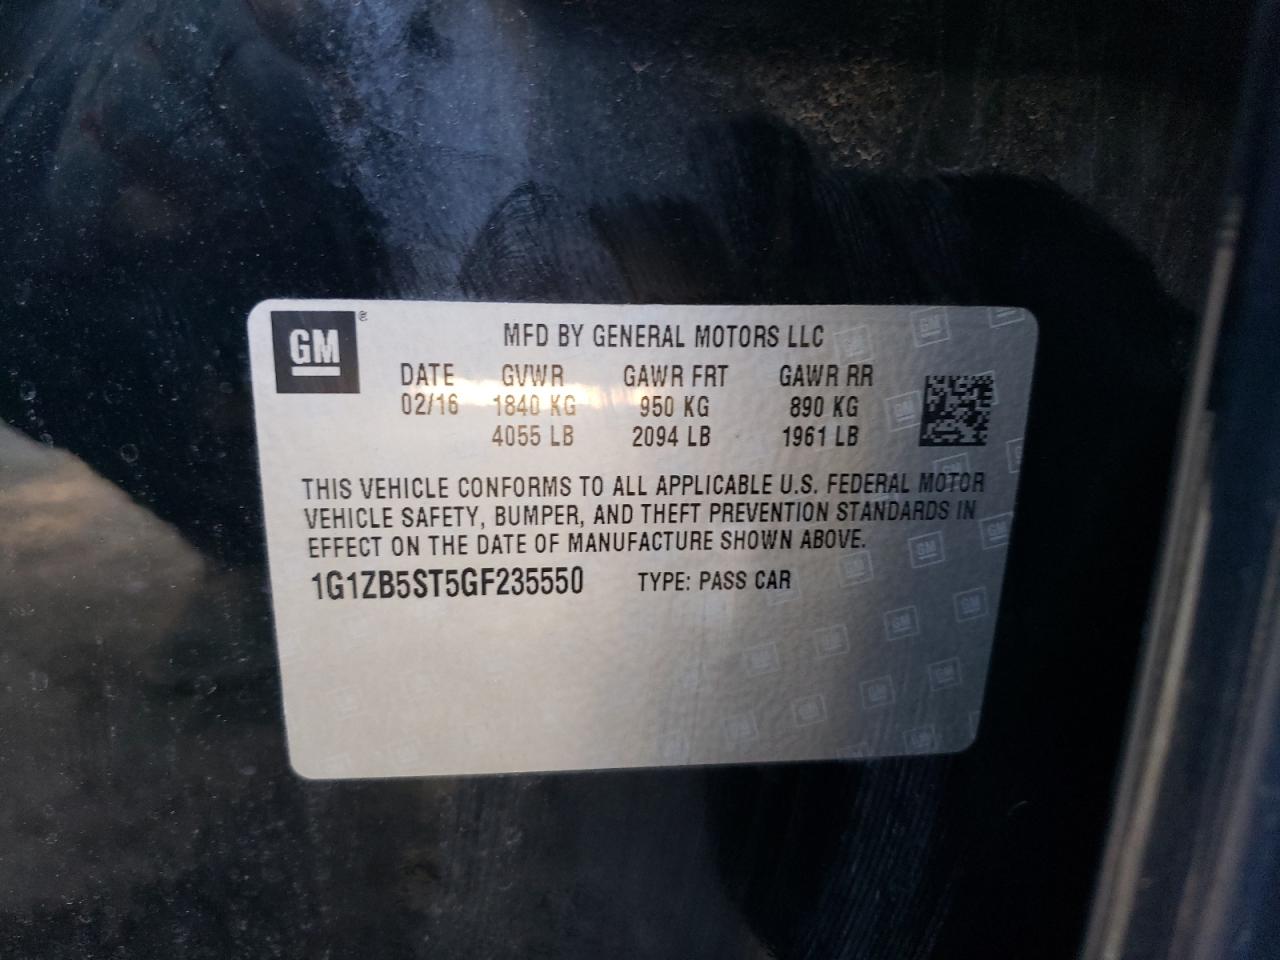 GM ®
MFD BY GENERAL MOTORS LLC
DATE GVWR GAWR FRT GAWR RR
02/16 1840 KG 950 KG 890 KG
4055 LB 2094 LB 1961 LB
THIS VEHICLE CONFORMS TO ALL APPLICABLE U.S. FEDERAL MOTOR
VEHICLE SAFETY, BUMPER, AND THEFT PREVENTION STANDARDS IN
EFFECT ON THE DATE OF MANUFACTURE SHOWN ABOVE.
1G1ZB5ST5GF235550 TYPE: PASS CAR